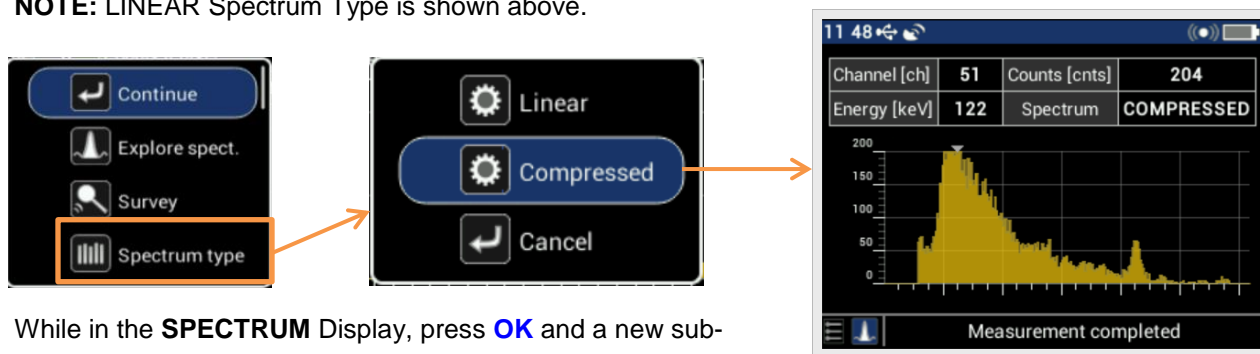 NOTE: LINEAR Spectrum Type is shown above.
Continue
Explore spect.
Survey
Spectrum type
Linear
Compressed
Cancel
11 48
Channel [ch] 51 Counts [cnts] 204
Energy [keV] 122 Spectrum COMPRESSED
200
150
100
50
0
Measurement completed
While in the SPECTRUM Display, press OK and a new sub-